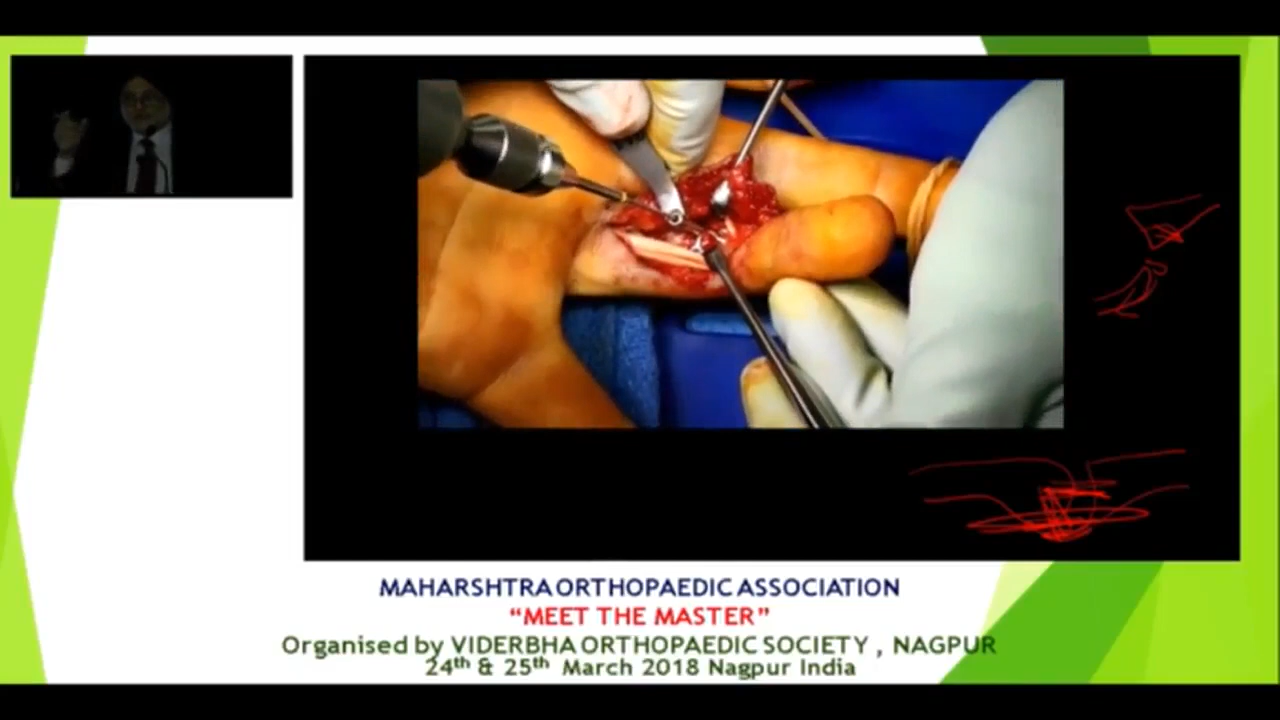 MAHARSHTRA ORTHOPAEDIC ASSOCIATION
“MEET THE MASTER”
Organised by VIDERBHA ORTHOPAEDIC SOCIETY , NAGPUR
24th & 25th March 2018 Nagpur India